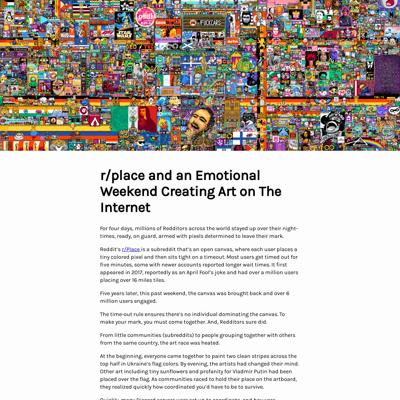 r/place and an Emotional
Weekend Creating Art on The
Internet
For four days, millions of Redditors across the world stayed up over their night-
times, ready, on guard, armed with pixels determined to leave their mark.
Reddit's r/Place is a subreddit that's an open canvas, where each user places a
tiny colored pixel and then sits tight on a timeout. Most users get timed out for
five minutes, some with newer accounts reported longer wait times. It first
appeared in 2017, reportedly as an April Fool's joke and had over a million users
placing over 16 million tiles.
Five years later, this past weekend, the canvas was brought back and over 6
million users engaged.
The time-out rule ensures there's no individual dominating the canvas. To
make your mark, you must come together. And, Redditors sure did.
From little communities (subreddits) to people grouping together with others
from the same country, the art race was heated.
At the beginning, everyone came together to paint two clean stripes across the
top half in Ukraine's flag colors. By evening, the artists had changed their mind.
Other art including tiny sunflowers and profanity for Vladmir Putin had been
placed over the flag. As communities raced to hold their place on the artboard,
they realized quickly how coordinated you'd have to be to survive.